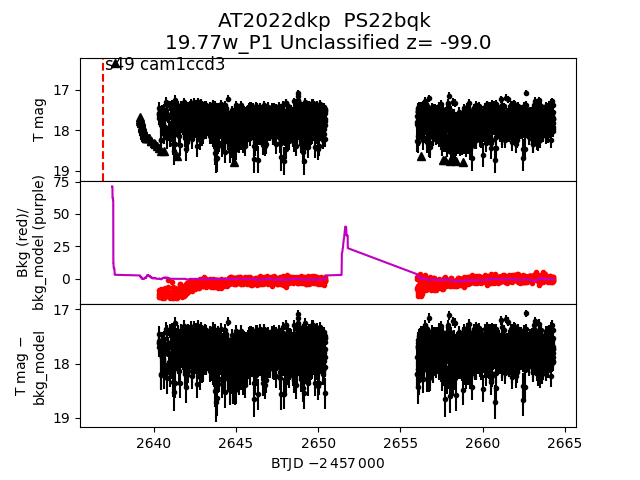 AT2022dkp  PS22bqk
19.77w_P1 Unclassified z= -99.0
s49 cam1ccd3
T mag
17
18
19
Bkg (red)/
bkg_model (purple)
75
50
25
0
T mag −
bkg_model
17
18
19
2640 2645 2650 2655 2660 2665
BTJD −2 457 000